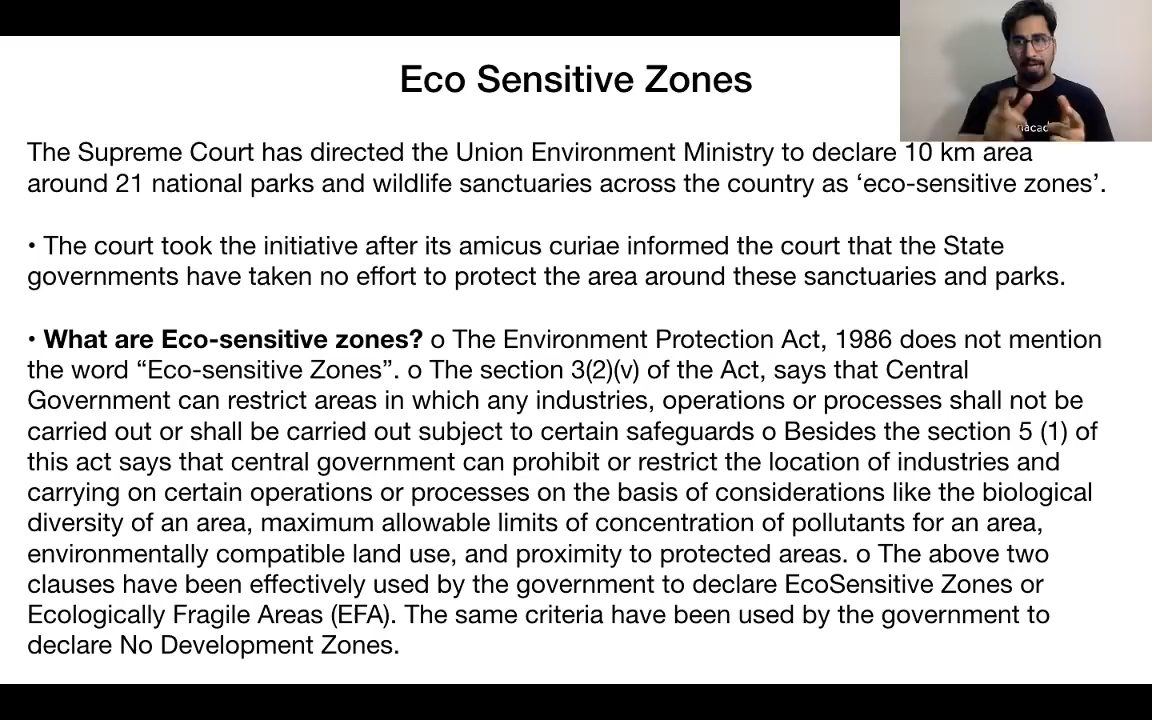 Eco Sensitive Zones
nacad
The Supreme Court has directed the Union Environment Ministry to declare 10 km area
around 21 national parks and wildlife sanctuaries across the country as ‘eco-sensitive zones’.
• The court took the initiative after its amicus curiae informed the court that the State
governments have taken no effort to protect the area around these sanctuaries and parks.
• What are Eco-sensitive zones? o The Environment Protection Act, 1986 does not mention
the word “Eco-sensitive Zones”. o The section 3(2)(v) of the Act, says that Central
Government can restrict areas in which any industries, operations or processes shall not be
carried out or shall be carried out subject to certain safeguards o Besides the section 5 (1) of
this act says that central government can prohibit or restrict the location of industries and
carrying on certain operations or processes on the basis of considerations like the biological
diversity of an area, maximum allowable limits of concentration of pollutants for an area,
environmentally compatible land use, and proximity to protected areas. o The above two
clauses have been effectively used by the government to declare EcoSensitive Zones or
Ecologically Fragile Areas (EFA). The same criteria have been used by the government to
declare No Development Zones.